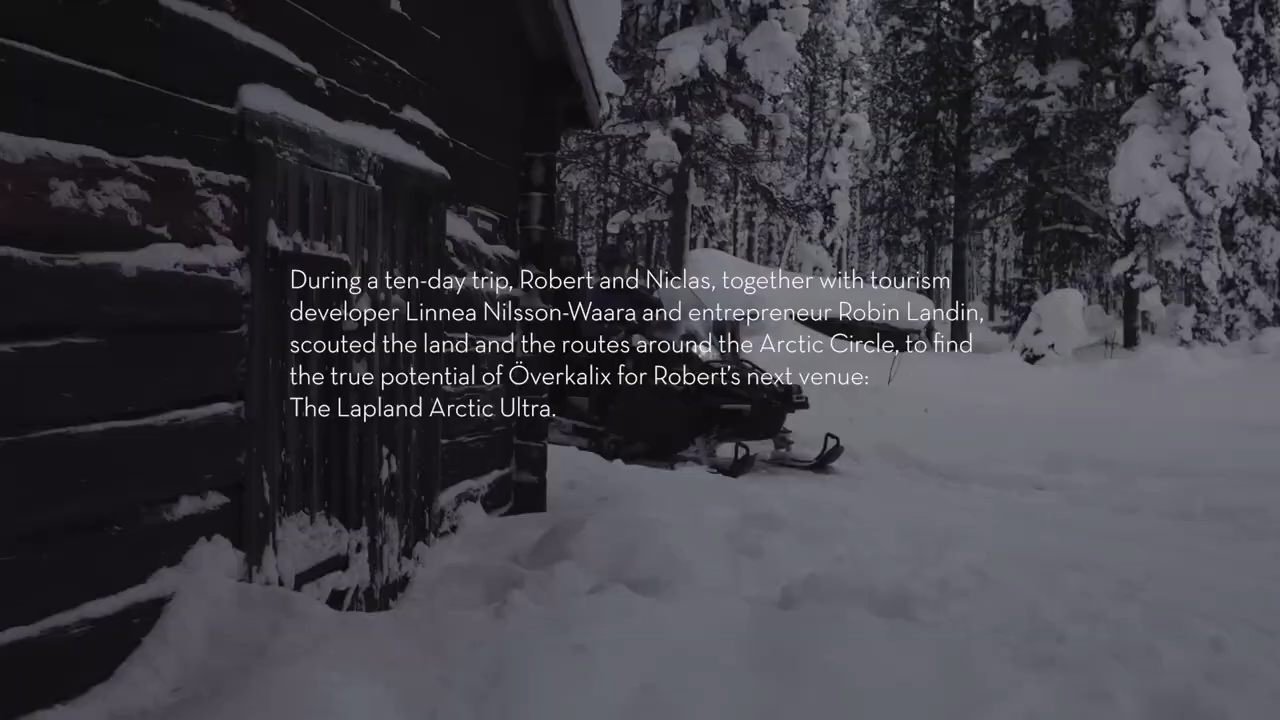 During a ten-day trip, Robert and Niclas, together with tourism
developer Linnea Nilsson-Waara and entrepreneur Robin Landin,
scouted the land and the routes around the Arctic Circle, to find
the true potential of Överkalix for Robert's next venue:
The Lapland Arctic Ultra.